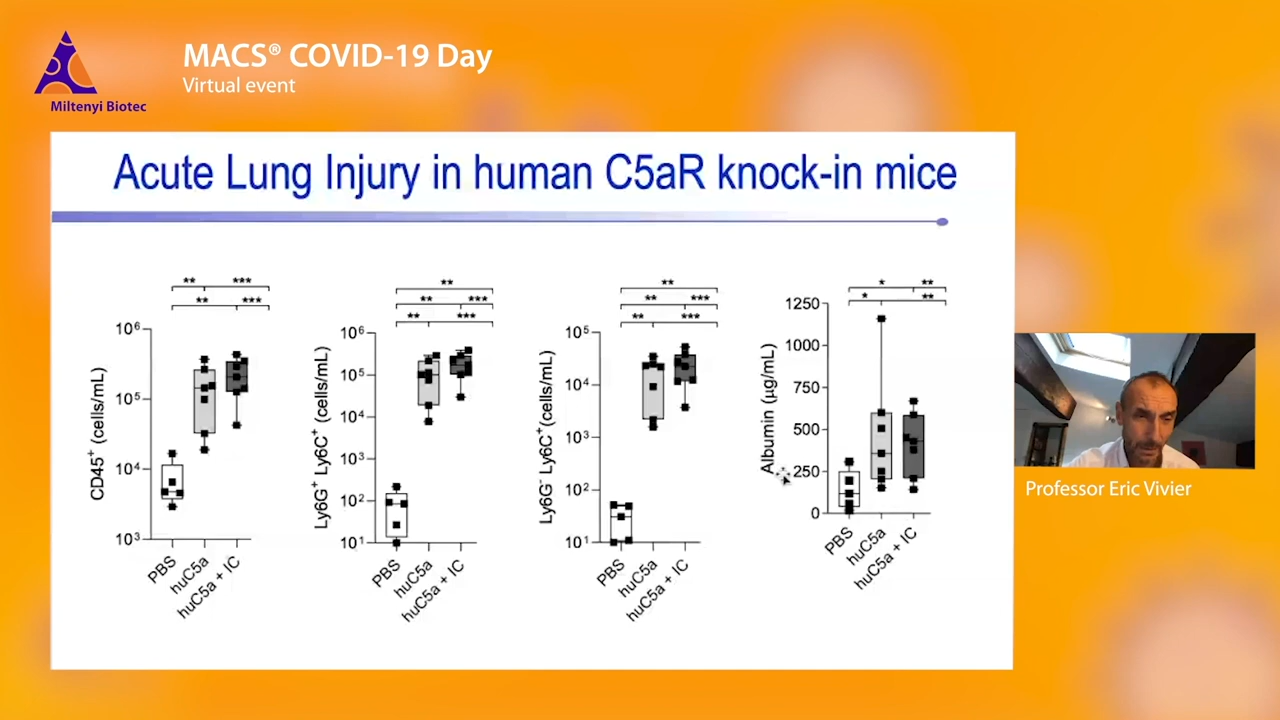 MACS® COVID-19 Day
Virtual event
Miltenyi Biotec
Acute Lung Injury in human C5aR knock-in mice
** ***
** ***
10⁶
10⁵
10⁴
10³
CD45⁺ (cells/mL)
PBS
huC5a
huC5a + IC
**
** ***
** ***
10⁶
10⁵
10⁴
10³
10²
10¹
Ly6G⁺ Ly6C⁺ (cells/mL)
PBS
huC5a
huC5a + IC
**
** ***
** ***
10⁵
10⁴
10³
10²
10¹
Ly6G⁻ Ly6C⁺(cells/mL)
PBS
huC5a
huC5a + IC
* **
* **
1250
1000
750
500
250
0
Albumin (µg/mL)
PBS
huC5a
huC5a + IC
Professor Eric Vivier